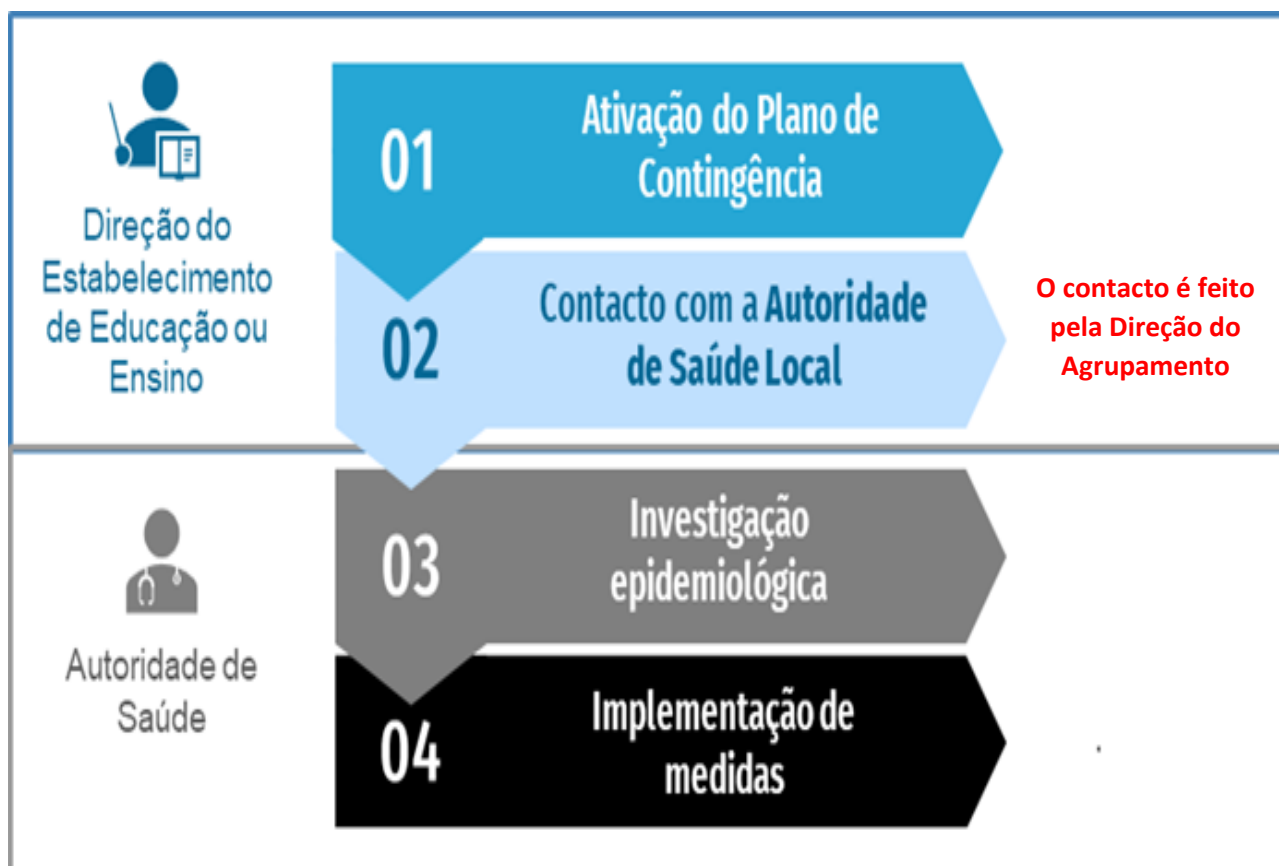 Direção do
Estabelecimento
de Educação ou
Ensino
01
Ativação do Plano de
Contingência
02
Contacto com a Autoridade
de Saúde Local
O contacto é feito
pela Direção do
Agrupamento
Autoridade de
Saúde
03
Investigação
epidemiológica
04
Implementação de
medidas